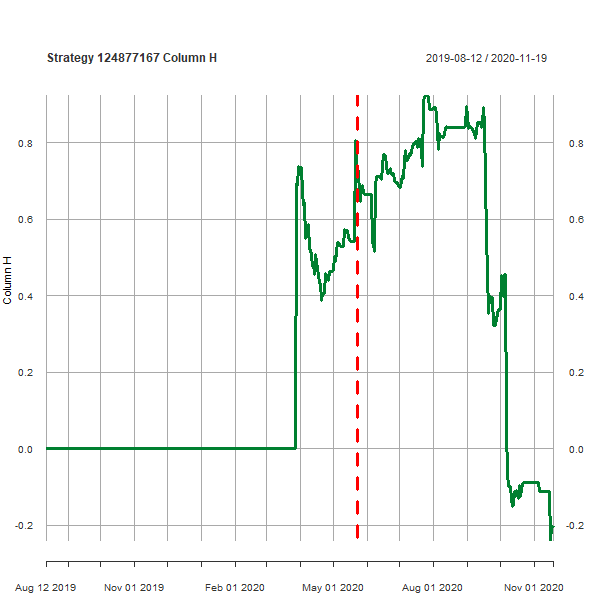 Strategy 124877167 Column H
2019-08-12 / 2020-11-19
0.8
0.8
0.6
0.6
0.4
0.4
0.2
0.2
0.0
0.0
-0.2
-0.2
Column H
Aug 12 2019
Nov 01 2019
Feb 01 2020
May 01 2020
Aug 01 2020
Nov 01 2020